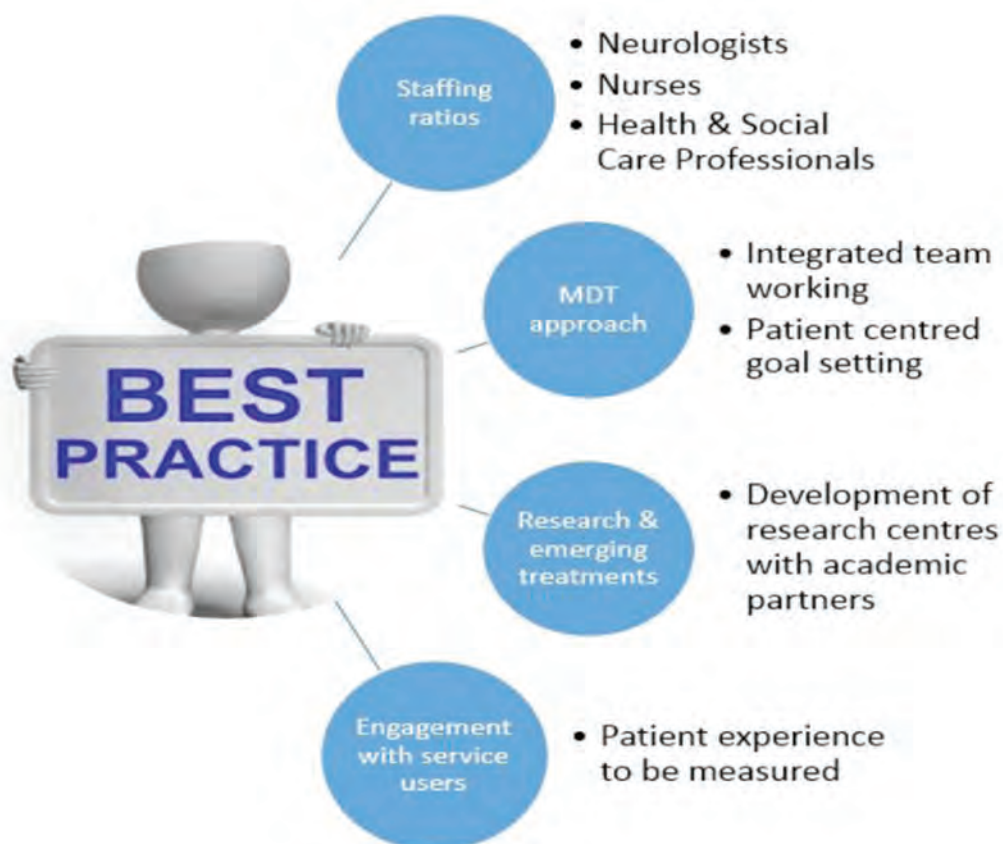 Staffing
ratios
• Neurologists
• Nurses
• Health & Social
Care Professionals
MDT
approach
• Integrated team
working
• Patient centred
goal setting
BEST
PRACTICE
Research &
emerging
treatments
• Development of
research centres
with academic
partners
Engagement
with service
users
• Patient experience
to be measured